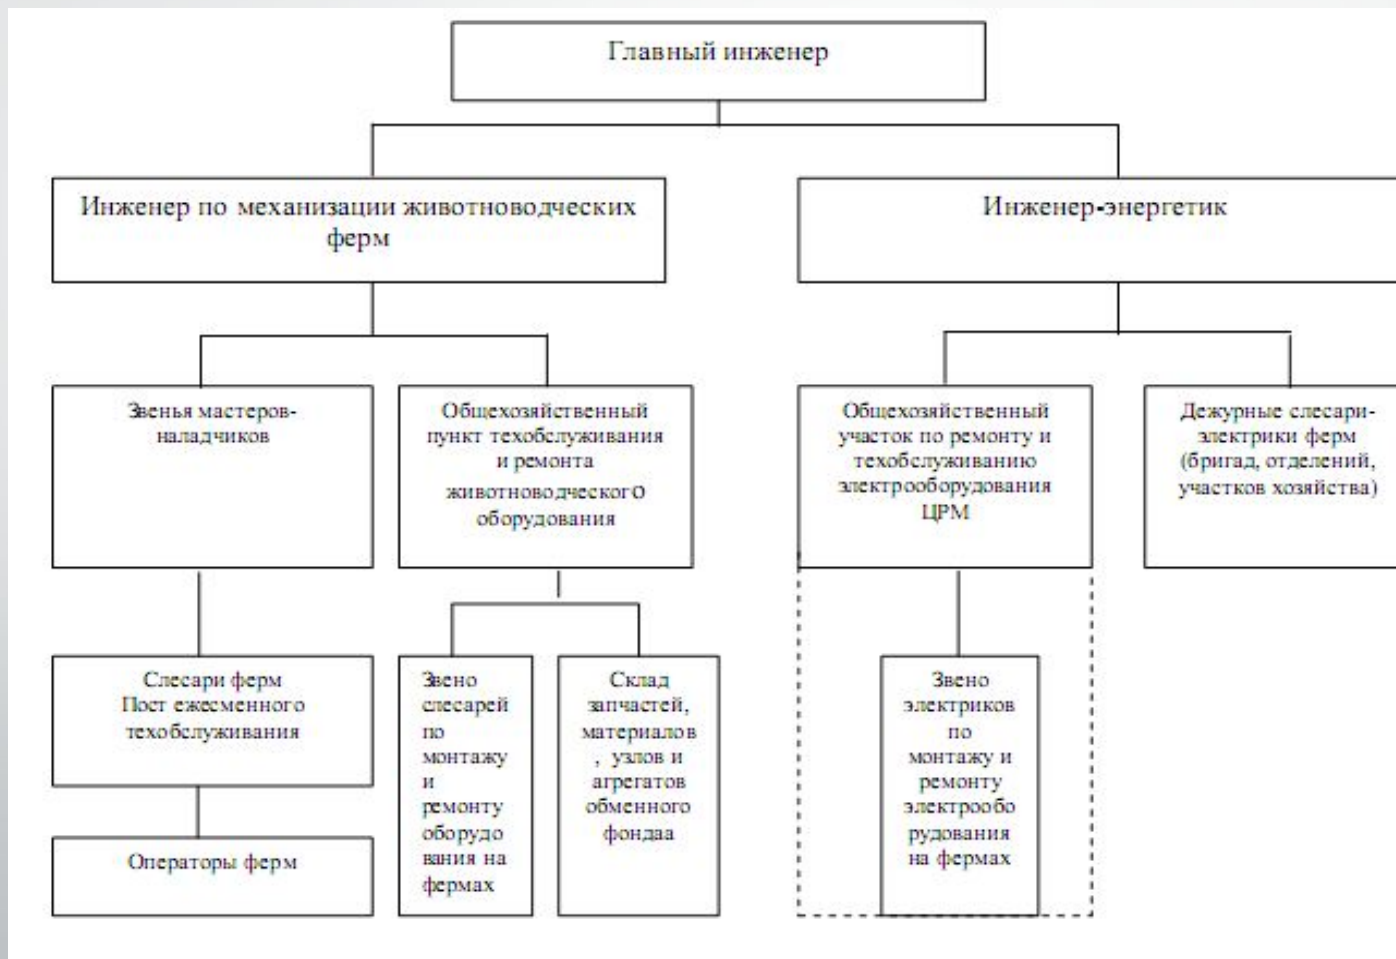 Главный инженер
Инженер по механизации животноводческих
ферм
Инженер-энергетик
Звенья мастеров-
наладчиков
Общехозяйственный
пункт техобслуживания
и ремонта
животноводческого
оборудования
Общехозяйственный
участок по ремонту и
техобслуживанию
электрооборудования
ЦРМ
Дежурные слесари-
электрики ферм
(бригад, отделений,
участков хозяйства)
Слесари ферм
Пост ежесменного
техобслуживания
Звено
слесарей
по
монтажу
и
ремонту
оборудо
вания на
фермах
Склад
запчастей,
материалов
, узлов и
агрегатов
обменного
фондаа
Звено
электриков
по
монтажу и
ремонту
электрообо
рудования
на фермах
Операторы ферм